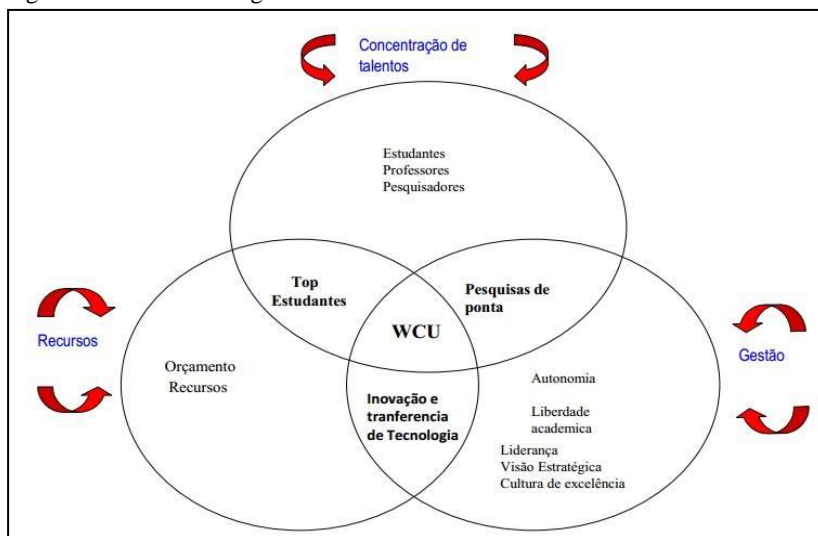 Concentração de
talentos
Estudantes
Professores
Pesquisadores
Top
Estudantes
Pesquisas de
ponta
WCU
Recursos
Gestão
Orçamento
Recursos
Autonomia
Inovação e
tranferencia
de Tecnologia
Liberdade
academica
Liderança
Visão Estratégica
Cultura de excelência